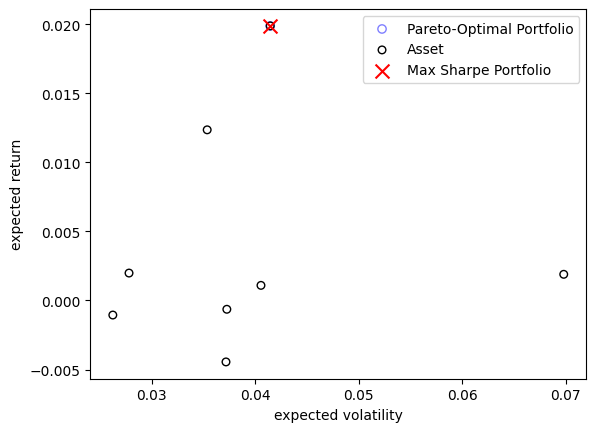 Pareto-Optimal Portfolio
Asset
Max Sharpe Portfolio
0.020
0.015
0.010
0.005
0.000
−0.005
expected return
0.03 0.04 0.05 0.06 0.07
expected volatility